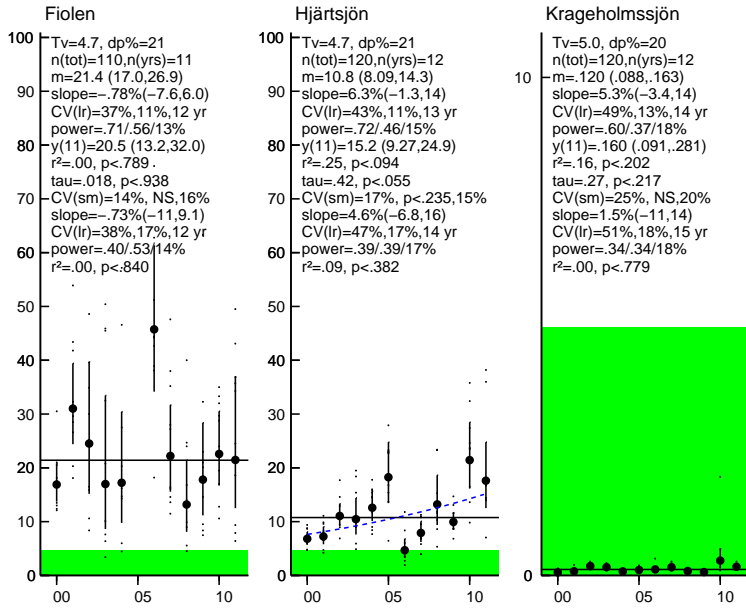 Fiolen
Tv=4.7, dp%=21
n(tot)=110,n(yrs)=11
m=21.4 (17.0,26.9)
slope=−.78%(−7.6,6.0)
CV(lr)=37%,11%,12 yr
power=.71/.56/13%
y(11)=20.5 (13.2,32.0)
r²=.00, p<.789
tau=.018, p<.938
CV(sm)=14%, NS,16%
slope=−.73%(−11,9.1)
CV(lr)=38%,17%,12 yr
power=.40/.53/14%
r²=.00, p<.840
100
90
80
70
60
50
40
30
20
10
0
00
05
10
Hjärtsjön
Tv=4.7, dp%=21
n(tot)=120,n(yrs)=12
m=10.8 (8.09,14.3)
slope=6.3%(−1.3,14)
CV(lr)=43%,11%,13 yr
power=.72/.46/15%
y(11)=15.2 (9.27,24.9)
r²=.25, p<.094
tau=.42, p<.055
CV(sm)=17%, p<.235,15%
slope=4.6%(−6.8,16)
CV(lr)=47%,17%,14 yr
power=.39/.39/17%
r²=.09, p<.382
100
90
80
70
60
50
40
30
20
10
0
00
05
10
Krageholmssjön
Tv=5.0, dp%=20
n(tot)=120,n(yrs)=12
m=.120 (.088,.163)
slope=5.3%(−3.4,14)
CV(lr)=49%,13%,14 yr
power=.60/.37/18%
y(11)=.160 (.091,.281)
r²=.16, p<.202
tau=.27, p<.217
CV(sm)=25%, NS,20%
slope=1.5%(−11,14)
CV(lr)=51%,18%,15 yr
power=.34/.34/18%
r²=.00, p<.779
10
0
00
05
10